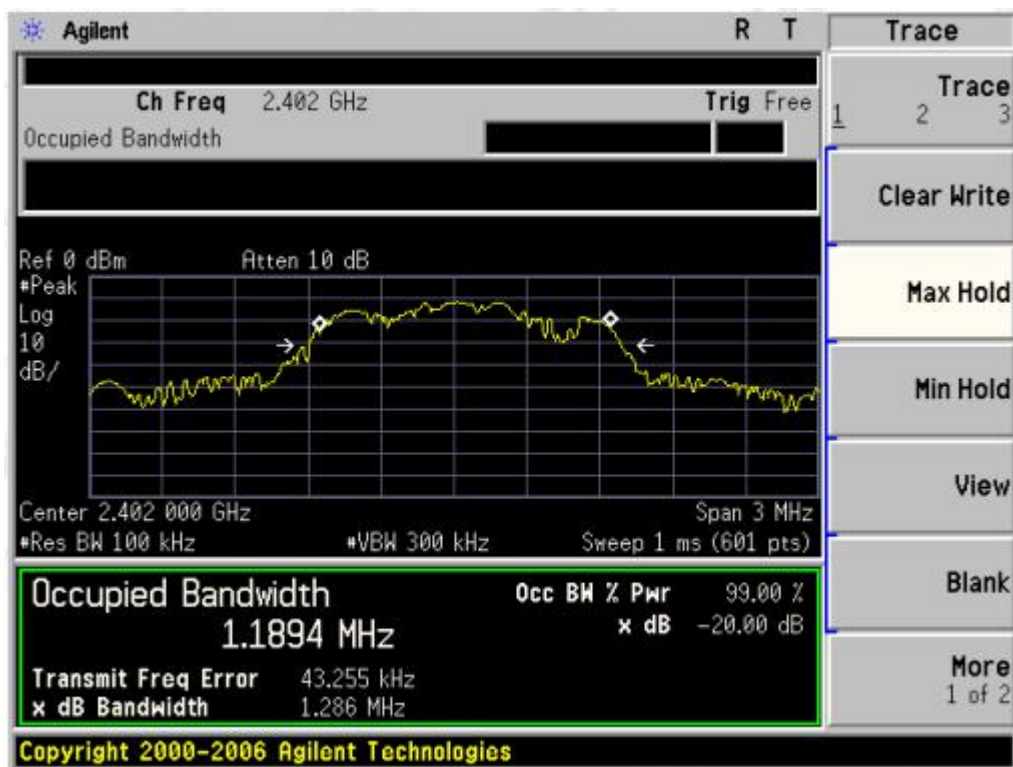 Agilent R T Trace
Ch Freq 2.402 GHz Trig Free
Occupied Bandwidth
Trace
1 2 3
Clear Write
Ref 0 dBm Atten 10 dB
#Peak
Log
10
dB/
Max Hold
Min Hold
View
Center 2.402 000 GHz Span 3 MHz
#Res BW 100 kHz #VBW 300 kHz Sweep 1 ms (601 pts)
Occupied Bandwidth Occ BW % Pwr 99.00 %
1.1894 MHz x dB -20.00 dB
Transmit Freq Error 43.255 kHz
x dB Bandwidth 1.286 MHz
Blank
More
1 of 2
Copyright 2000-2006 Agilent Technologies